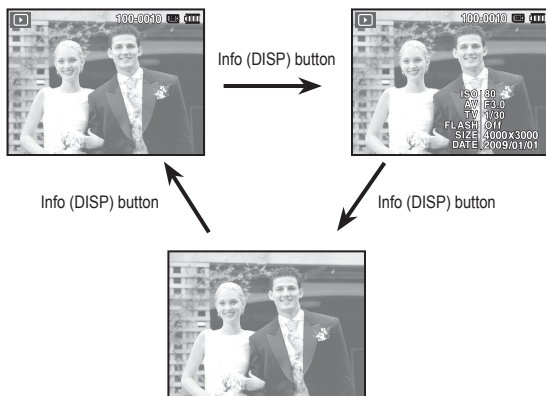 100-0010
100-0010
Info (DISP) button
ISO 80
AV F3.0
TV 1/30
FLASH Off
SIZE 4000x3000
DATE 2009/01/01
Info (DISP) button
Info (DISP) button